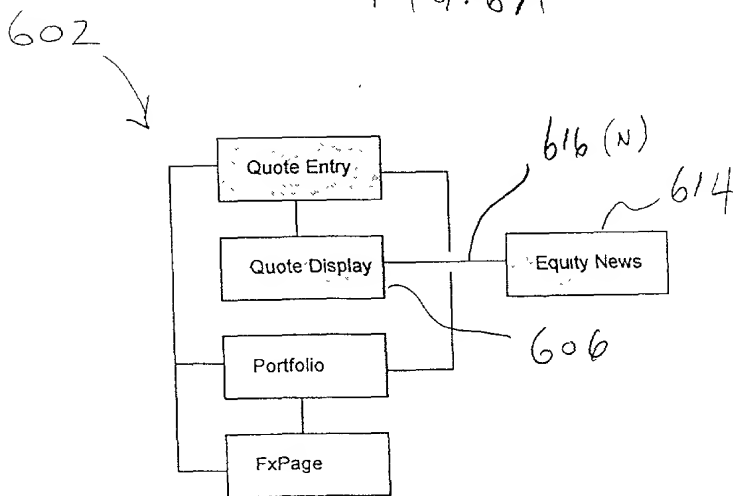 602
616 (N)
614
Quote Entry
Quote Display
Equity News
606
Portfolio
FxPage